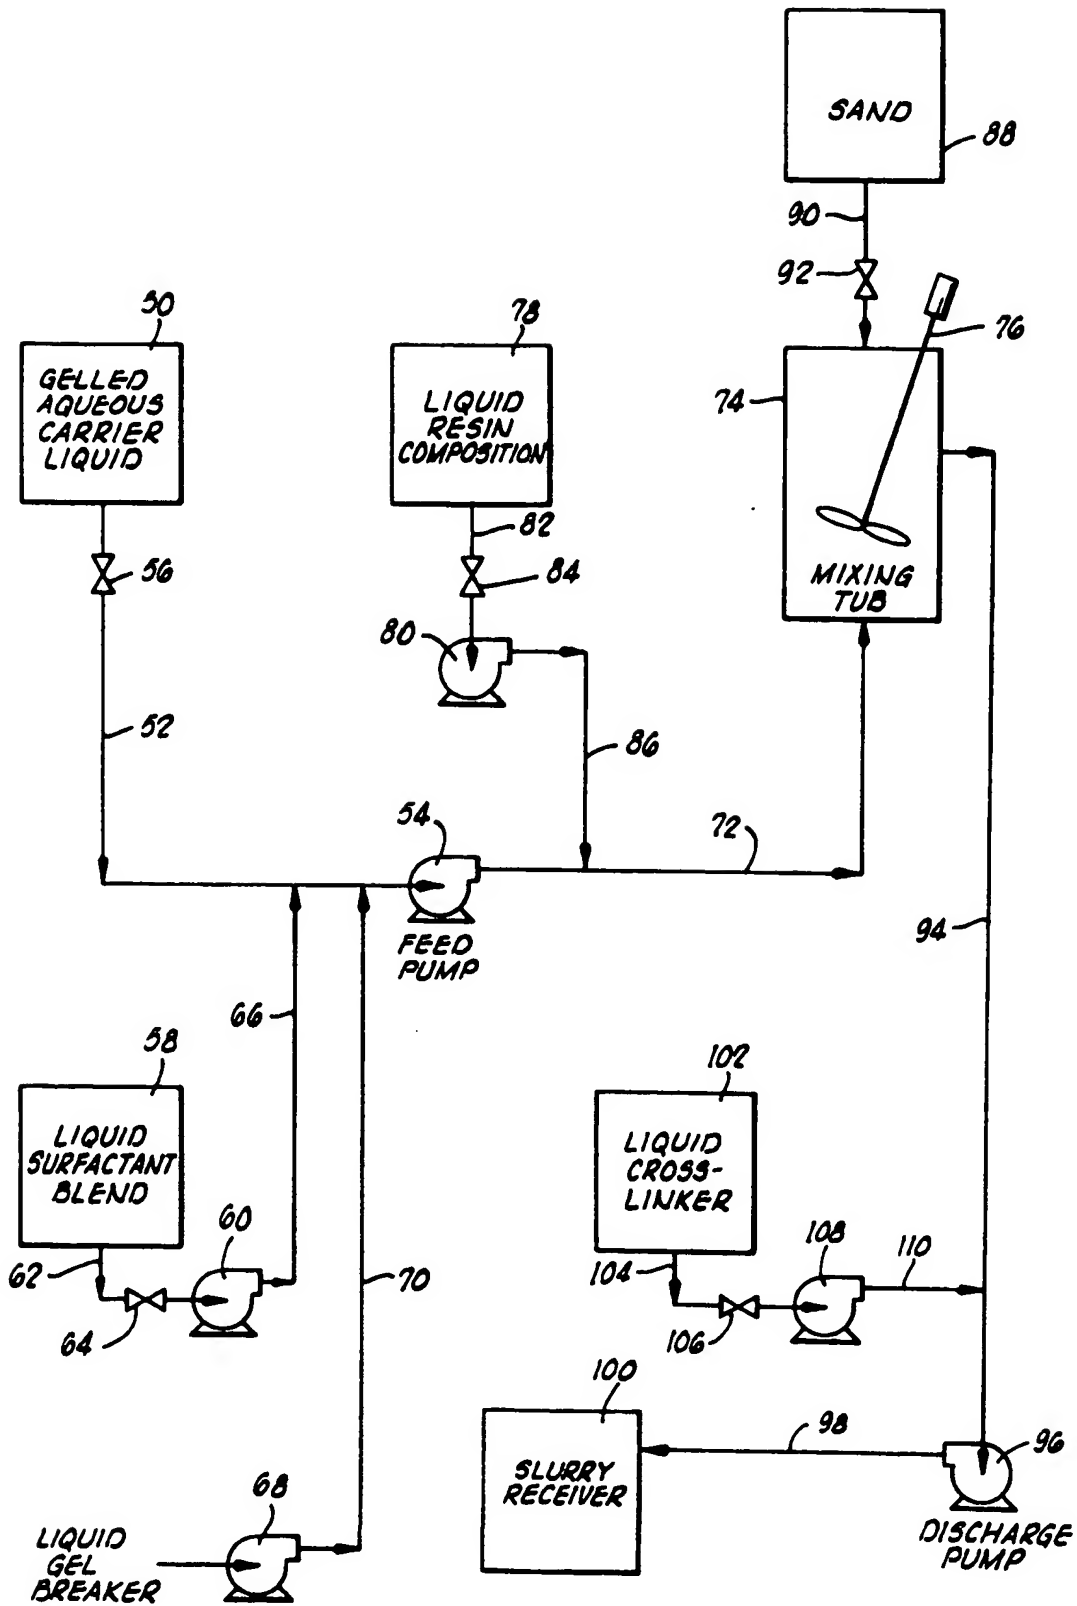 SAND
88
90
92
76
50
78
GELLED
AQUEOUS
CARRIER
LIQUID
LIQUID
RESIN
COMPOSITION
74
82
56
84
MIXING
TUB
80
52
86
54
72
94
FEED
PUMP
66
58
102
LIQUID
SURFACTANT
BLEND
LIQUID
CROSS-
LINKER
60
108
110
62
70
104
64
106
100
98
96
SLURRY
RECEIVER
68
DISCHARGE
PUMP
LIQUID
GEL
BREAKER